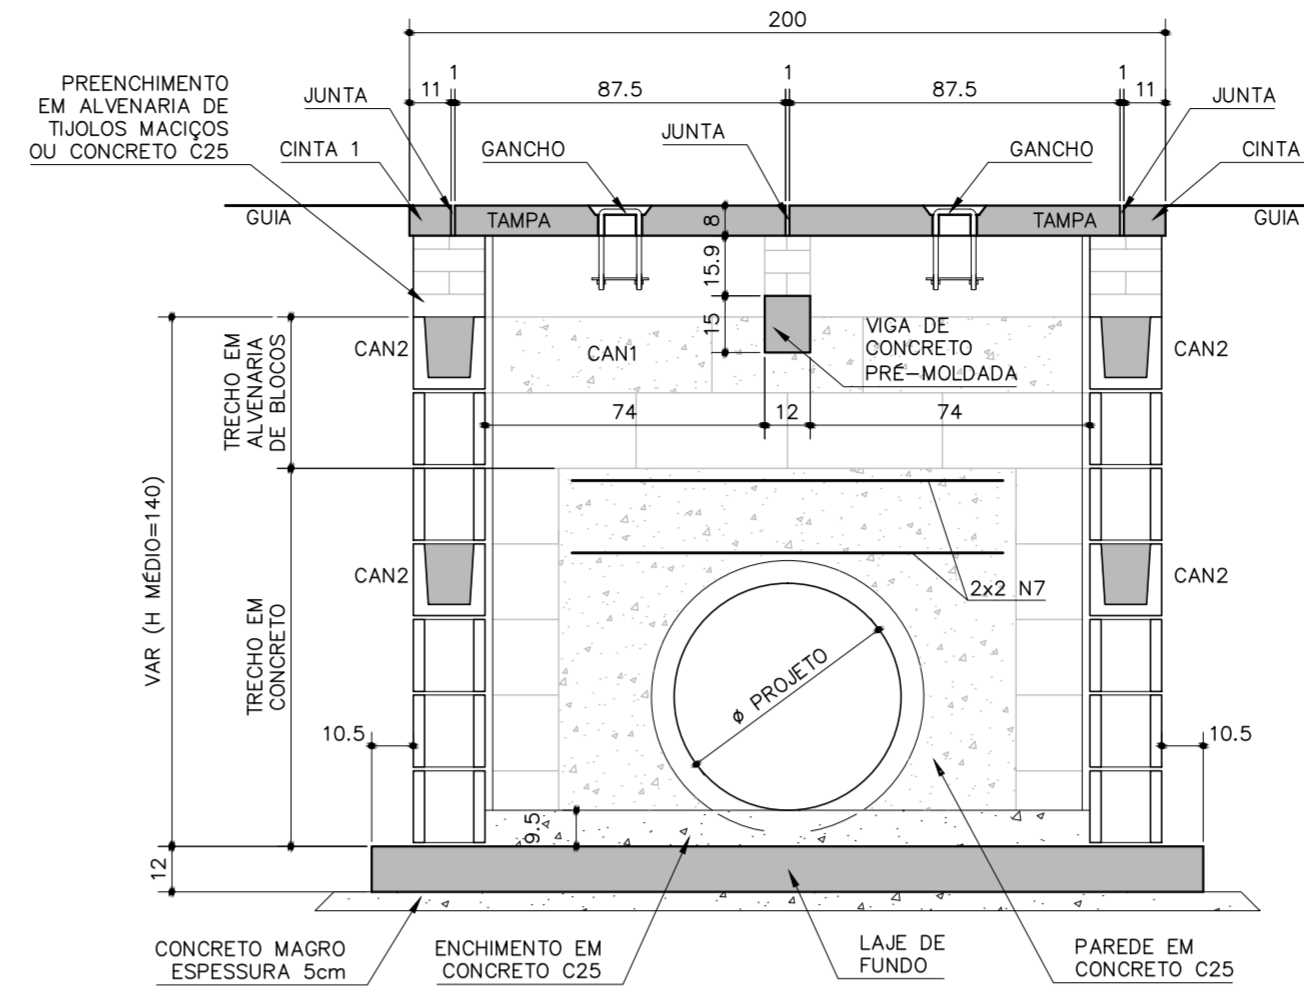 200
1
1
1
11
87.5
87.5
11
PREENCHIMENTO
EM ALVENARIA DE
TIJOLOS MACIÇOS
OU CONCRETO C25
JUNTA
JUNTA
JUNTA
CINTA 1
GANCHO
GANCHO
CINTA
GUIA
TAMPA
8
TAMPA
GUIA
15.9
15
CAN2
CAN1
VIGA DE
CONCRETO
PRÉ-MOLDADA
CAN2
TRECHO EM
ALVENARIA
DE BLOCOS
74
12
74
VAR (H MÉDIO=140)
TRECHO EM
CONCRETO
CAN2
2x2 N7
CAN2
ø PROJETO
10.5
10.5
9.5
12
CONCRETO MAGRO
ESPESSURA 5cm
ENCHIMENTO EM
CONCRETO C25
LAJE DE
FUNDO
PAREDE EM
CONCRETO C25